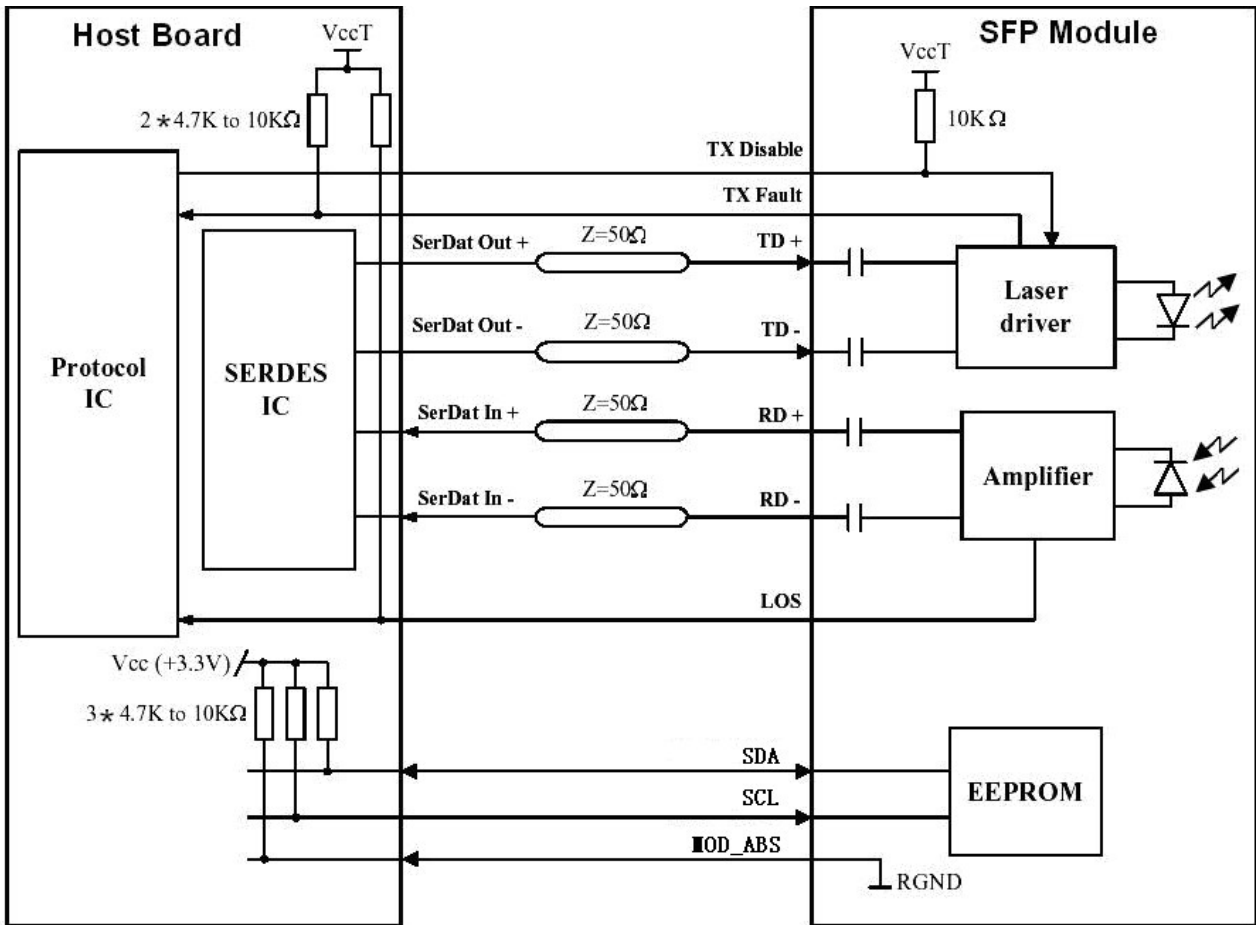 Host Board
VccT
2*4.7K to 10KΩ
SFP Module
VccT
10KΩ
TX Disable
TX Fault
SerDat Out +
Z=50Ω
TD +
SerDat Out -
Z=50Ω
TD -
Laser
driver
Protocol
IC
SERDES
IC
SerDat In +
Z=50Ω
RD +
SerDat In -
Z=50Ω
RD -
Amplifier
LOS
Vcc (+3.3V)
3*4.7K to 10KΩ
SDA
SCL
MOD_ABS
EEPROM
RGND